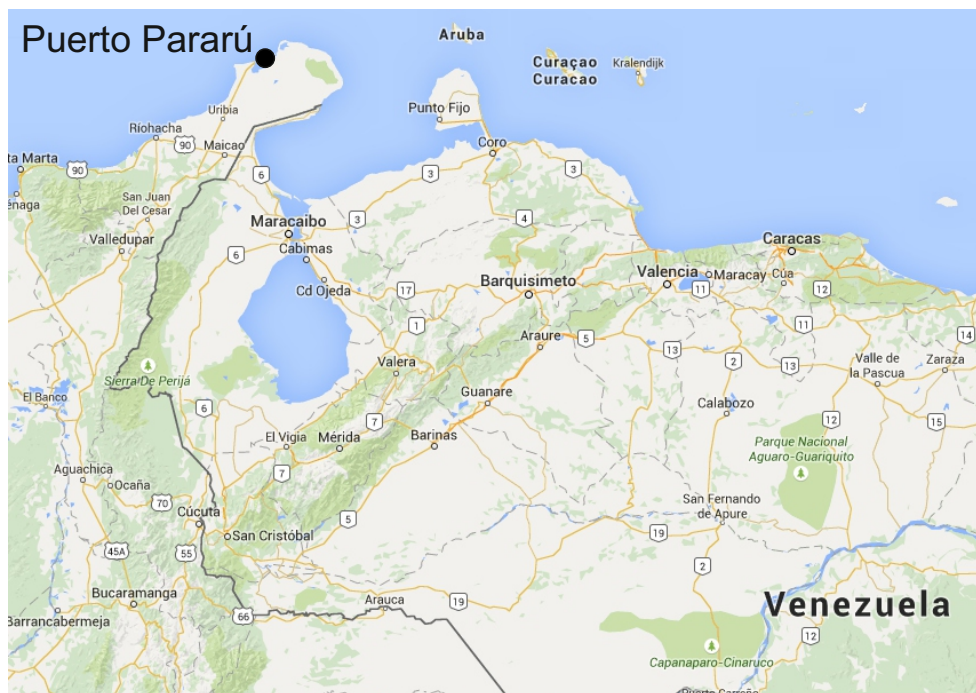 Puerto Pararú
Aruba
Curaçao
Curacao
Kralendijk
Punto Fijo
Uribia
Riohacha
90
Maicao
Coro
ta Marta
90
6
3
3
énaga
San Juan
Del Cesar
Maracaibo
3
4
Valledupar
6
Cabimas
Caracas
Cd Ojeda
17
Barquisimeto
Valencia
Maracay
Cúa
11
12
1
Araure
5
11
14
13
2
13
Valera
Valle de
la Pascua
Zaraza
Sierra De Perijá
El Banco
6
Guanare
Calabozo
7
12
15
El Vigia
Mérida
Barinas
Parque Nacional
Aguaro-Guariquito
Aguachica
Ocaña
7
70
San Fernando
de Apure
Cúcuta
5
San Cristóbal
19
45A
55
2
Bucaramanga
Arauca
19
Venezuela
Barrancabermeja
66
12
Capanaparo-Cinaruco
Puerto Carreño